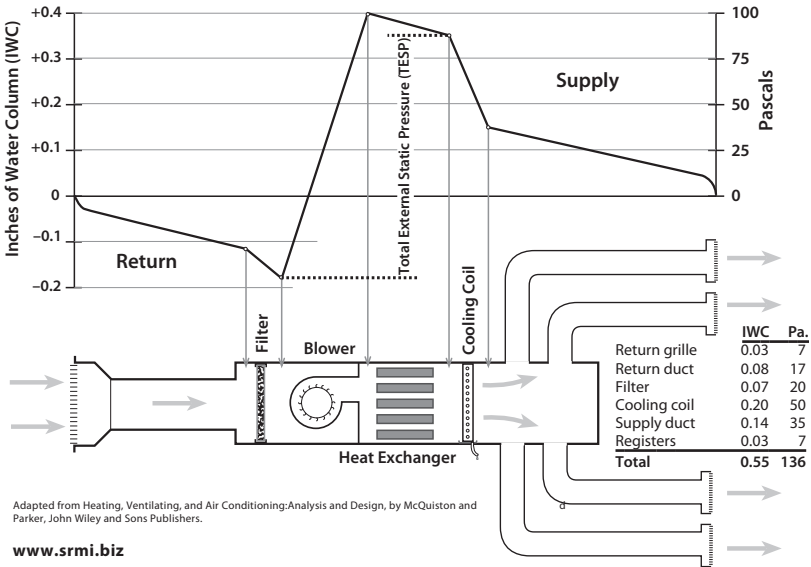 Inches of Water Column (IWC)
+0.4
+0.3
+0.2
+0.1
0
−0.1
−0.2
Return
Total External Static Pressure (TESP)
Supply
100
75
50
25
0
Pascals
Filter
Blower
Cooling Coil
Heat Exchanger
IWC Pa.
Return grille 0.03 7
Return duct 0.08 17
Filter 0.07 20
Cooling coil 0.20 50
Supply duct 0.14 35
Registers 0.03 7
Total 0.55 136
d
Adapted from Heating, Ventilating, and Air Conditioning:Analysis and Design, by McQuiston and
Parker, John Wiley and Sons Publishers.
www.srmi.biz